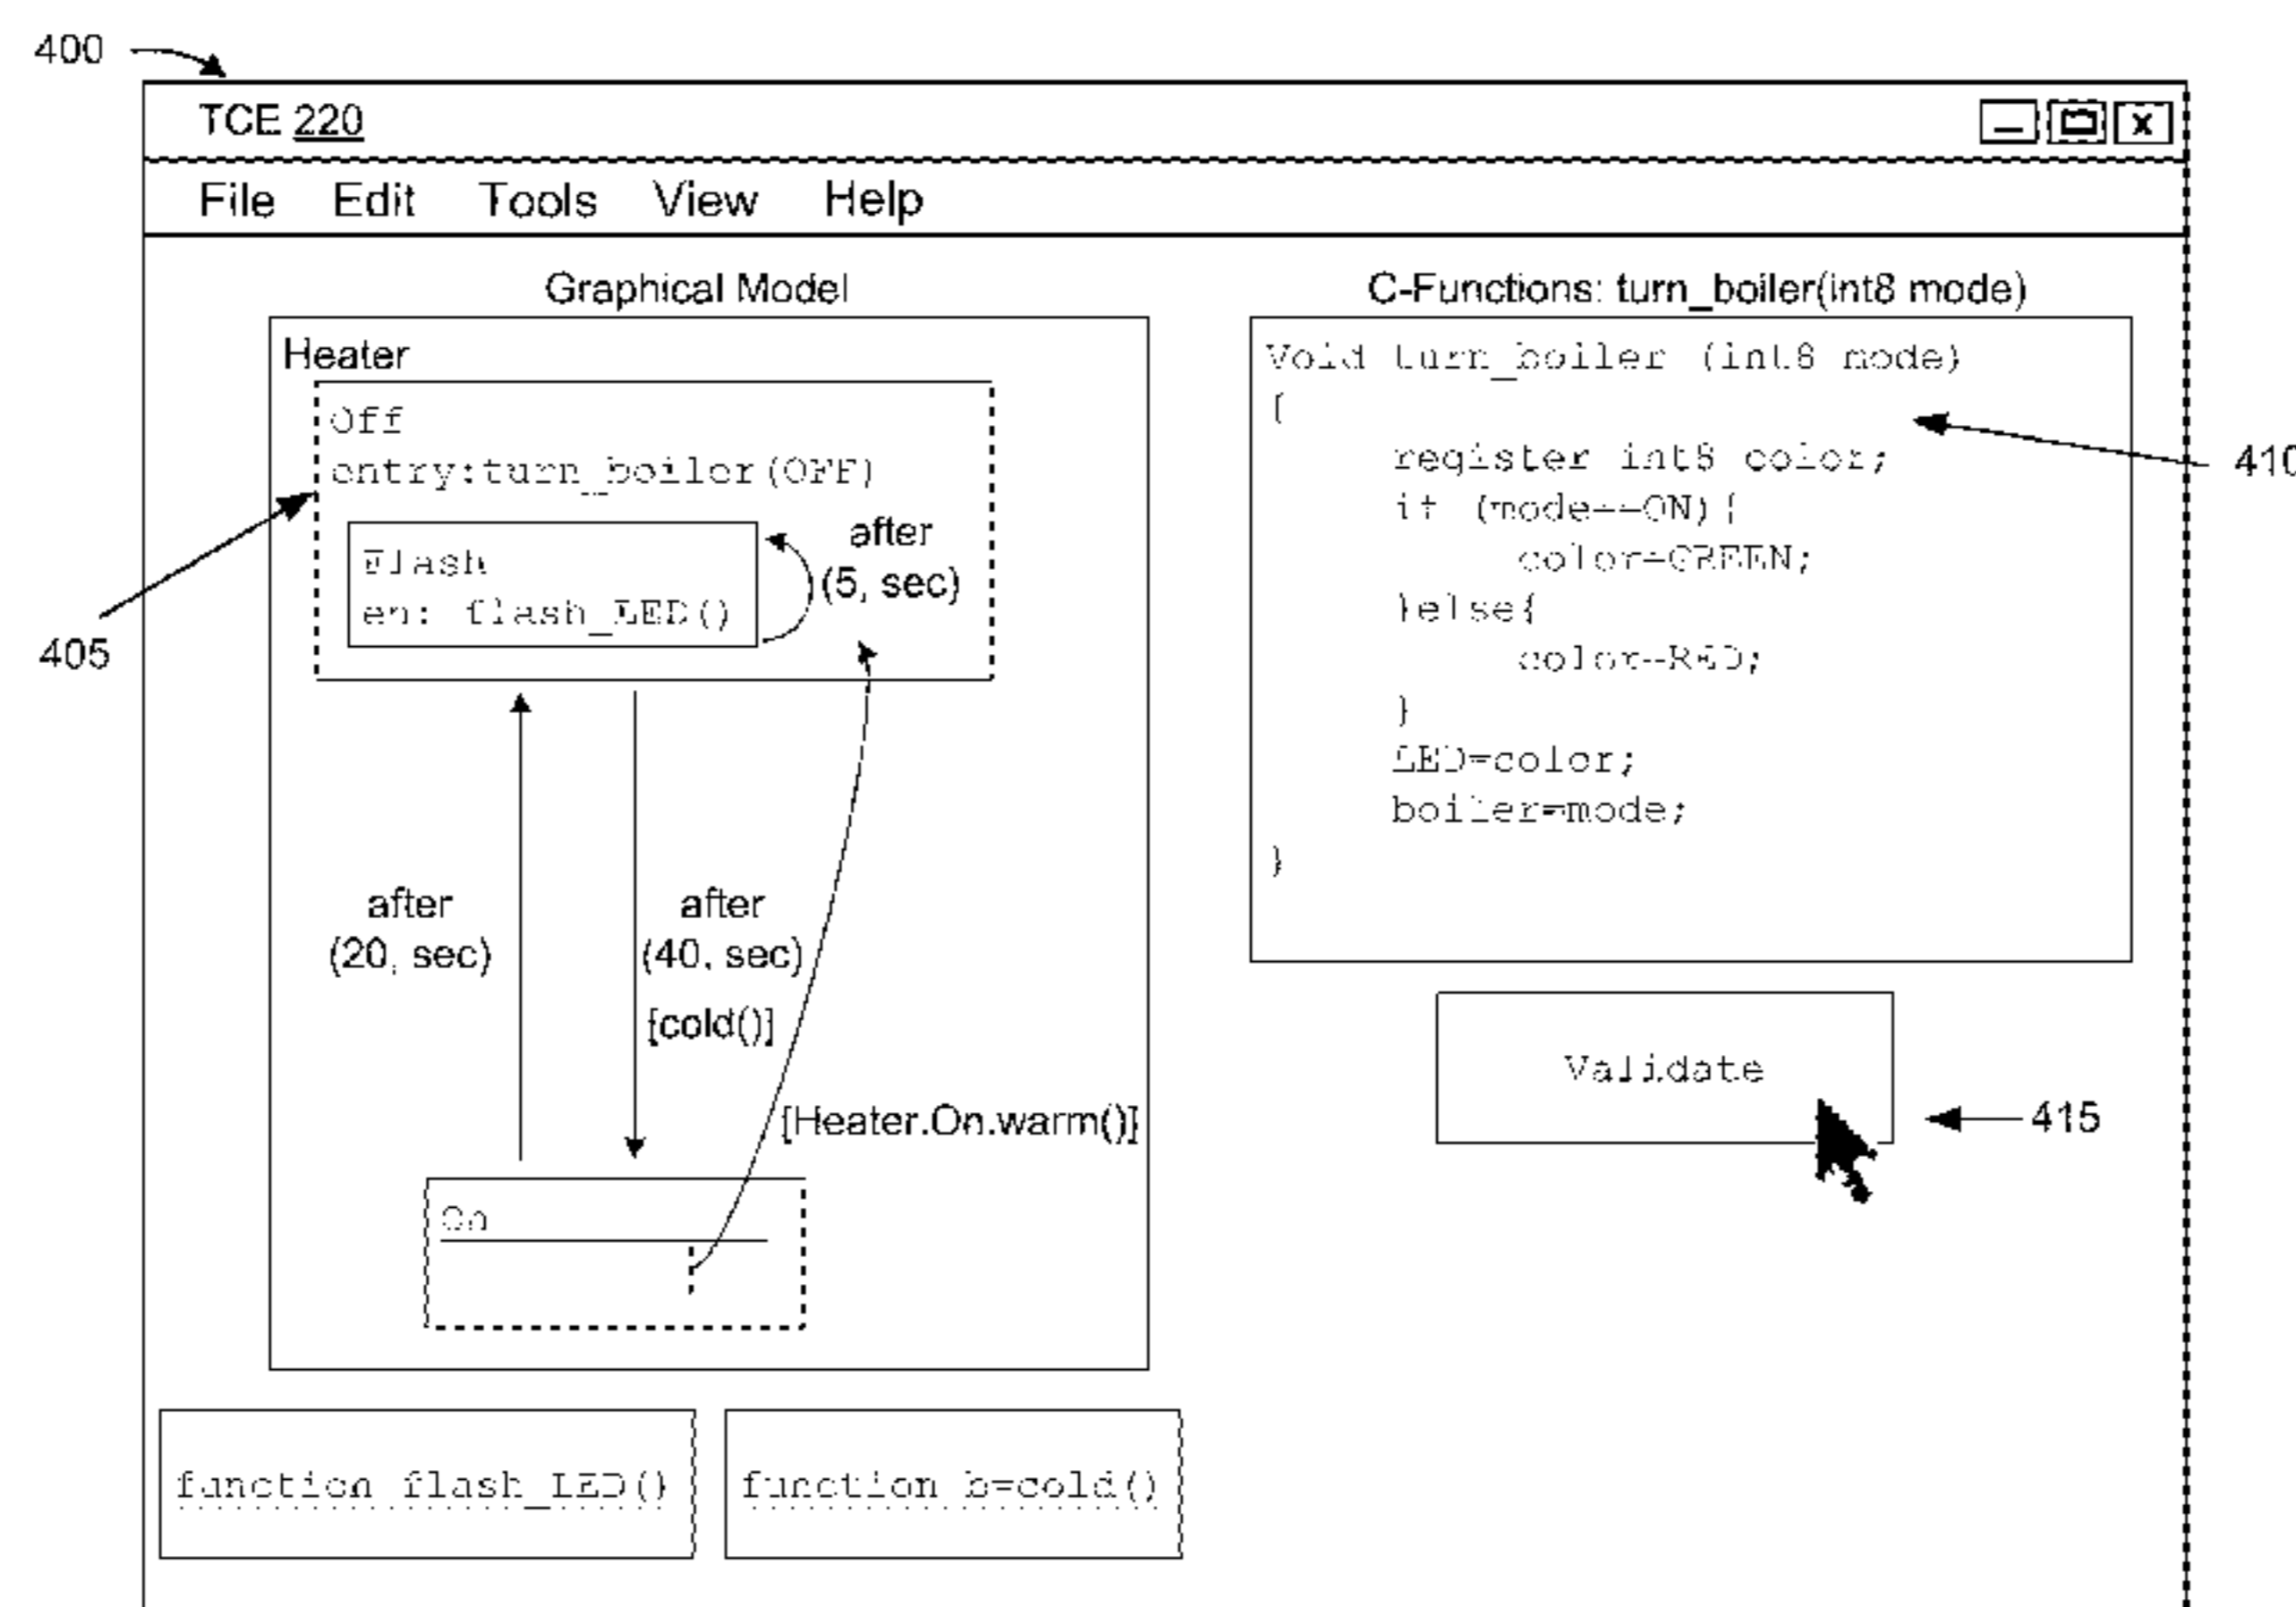 400
TCE 220
File Edit Tools View Help
Graphical Model
Heater
Off
entry:turn_boiler(OFF)
Flash
en: flash_LED()
after
(5, sec)
405
after
(20, sec)
after
(40, sec)
[cold()]
[Heater.On.warm()]
On
function flash_LED()
function b=cold()
C-Functions: turn_boiler(int8 mode)
Void turn_boiler (int8 mode)
{
register int8 color;
if (mode==ON){
color=GREEN;
}else{
color=RED;
}
LED=color;
boiler=mode;
}
410
Validate
415